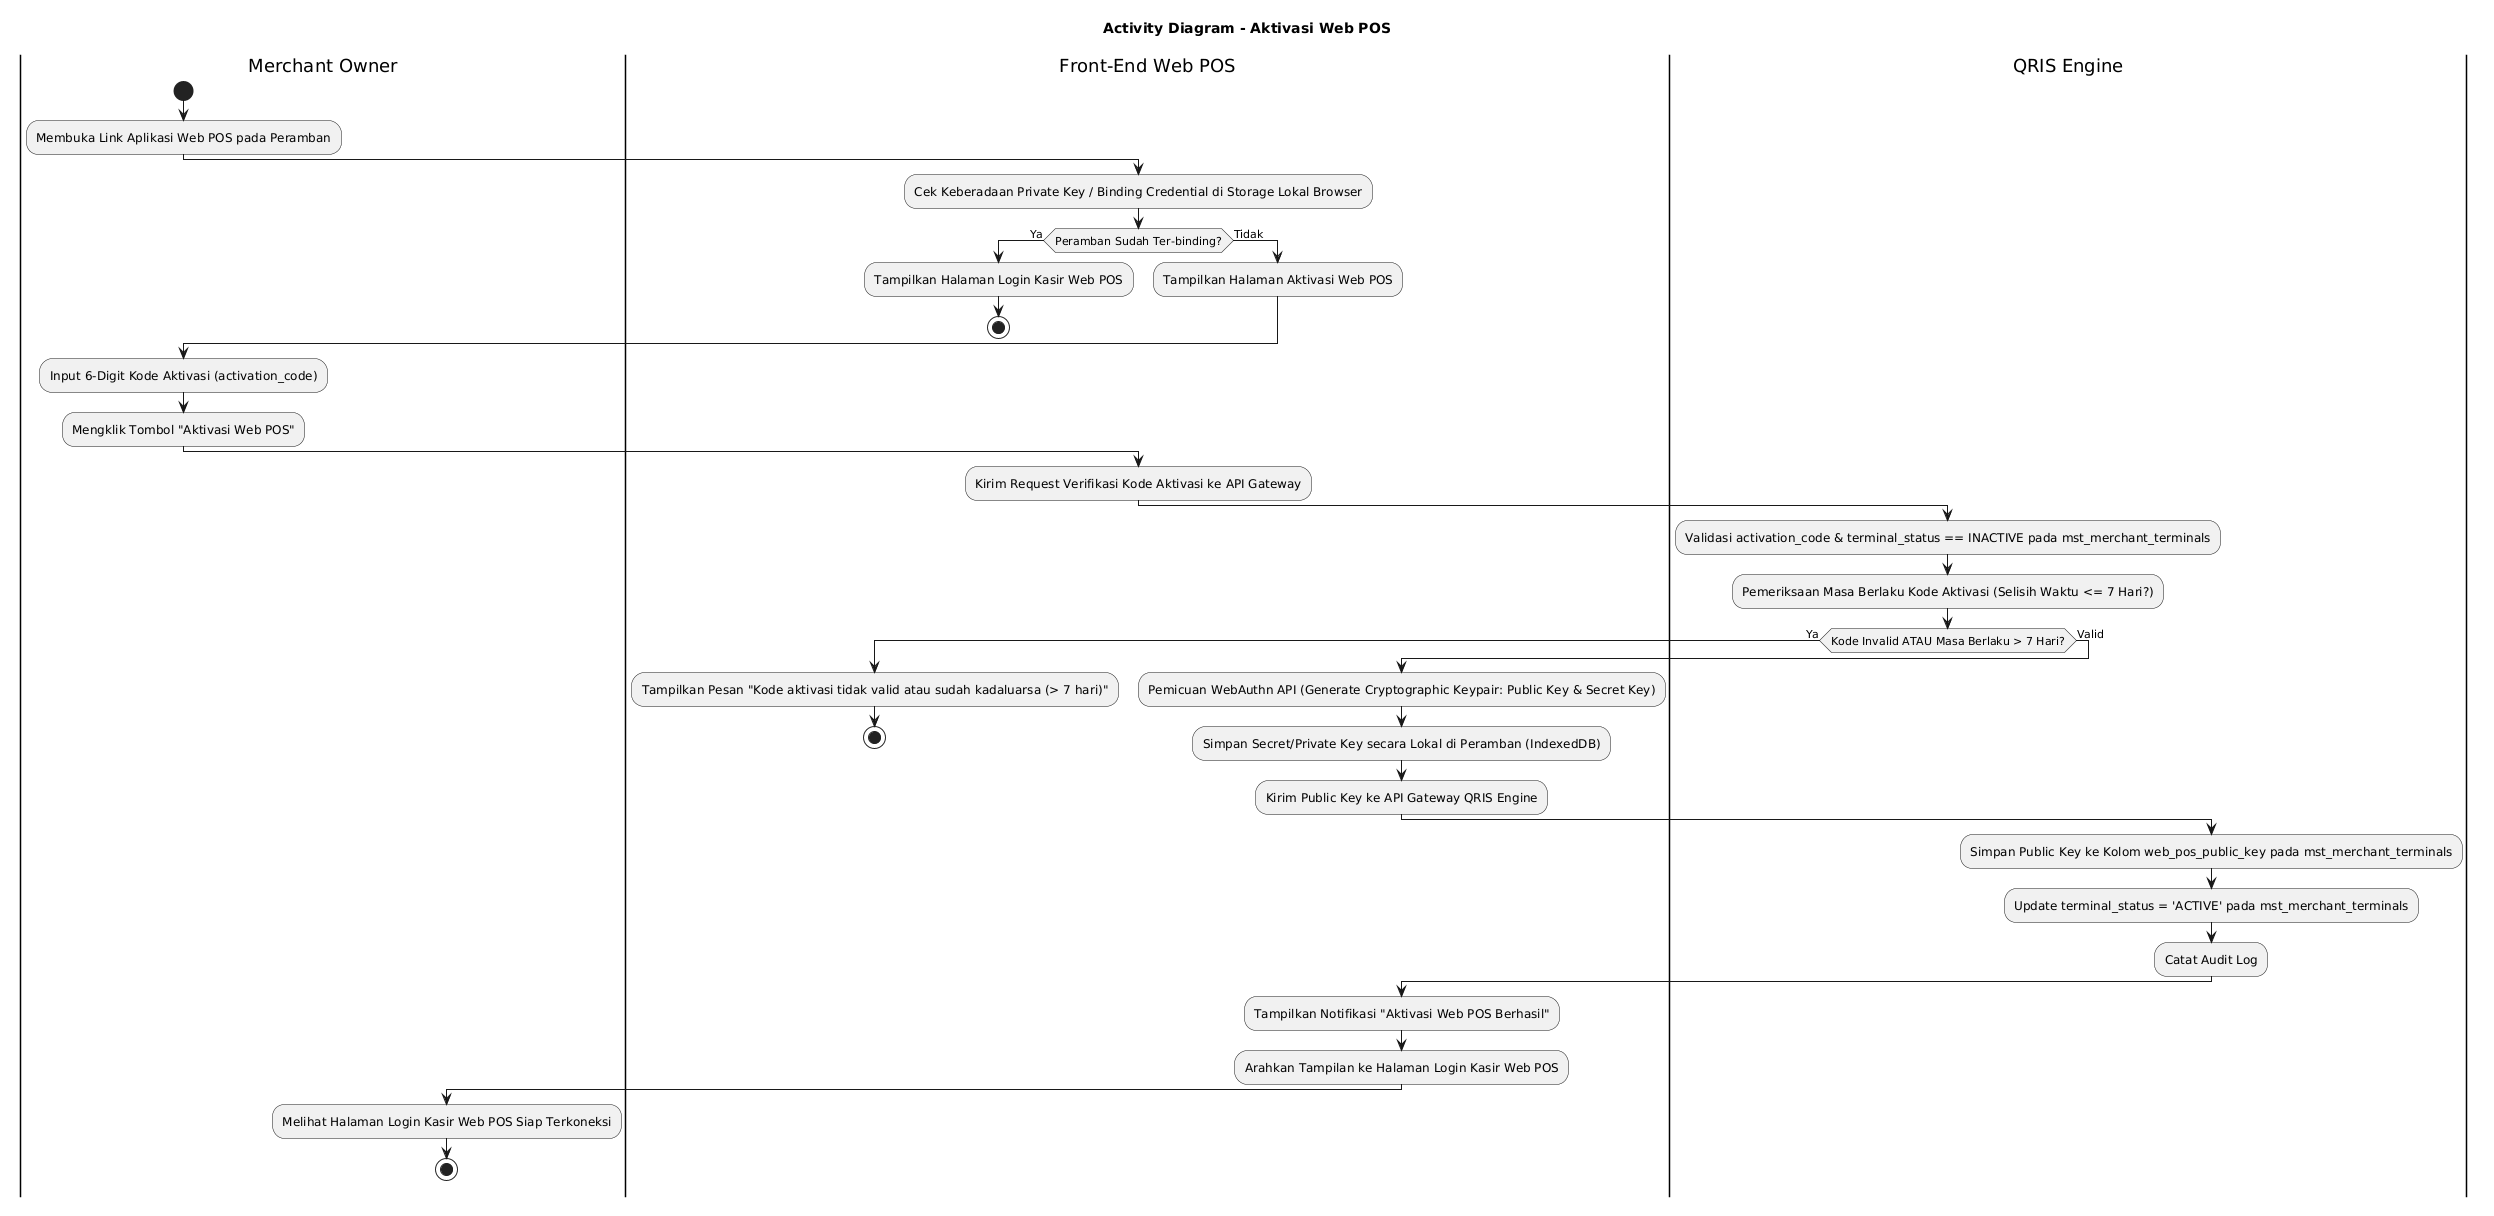 Activity Diagram - Aktivasi Web POS
Merchant Owner
Front-End Web POS
QRIS Engine
Membuka Link Aplikasi Web POS pada Peramban
Cek Keberadaan Private Key / Binding Credential di Storage Lokal Browser
Ya
Peramban Sudah Ter-binding?
Tidak
Tampilkan Halaman Login Kasir Web POS
Tampilkan Halaman Aktivasi Web POS
Input 6-Digit Kode Aktivasi (activation_code)
Mengklik Tombol "Aktivasi Web POS"
Kirim Request Verifikasi Kode Aktivasi ke API Gateway
Validasi activation_code & terminal_status == INACTIVE pada mst_merchant_terminals
Pemeriksaan Masa Berlaku Kode Aktivasi (Selisih Waktu <= 7 Hari?)
Ya
Kode Invalid ATAU Masa Berlaku > 7 Hari?
Valid
Tampilkan Pesan "Kode aktivasi tidak valid atau sudah kadaluarsa (> 7 hari)"
Pemicuan WebAuthn API (Generate Cryptographic Keypair: Public Key & Secret Key)
Simpan Secret/Private Key secara Lokal di Peramban (IndexedDB)
Kirim Public Key ke API Gateway QRIS Engine
Simpan Public Key ke Kolom web_pos_public_key pada mst_merchant_terminals
Update terminal_status = 'ACTIVE' pada mst_merchant_terminals
Catat Audit Log
Tampilkan Notifikasi "Aktivasi Web POS Berhasil"
Arahkan Tampilan ke Halaman Login Kasir Web POS
Melihat Halaman Login Kasir Web POS Siap Terkoneksi